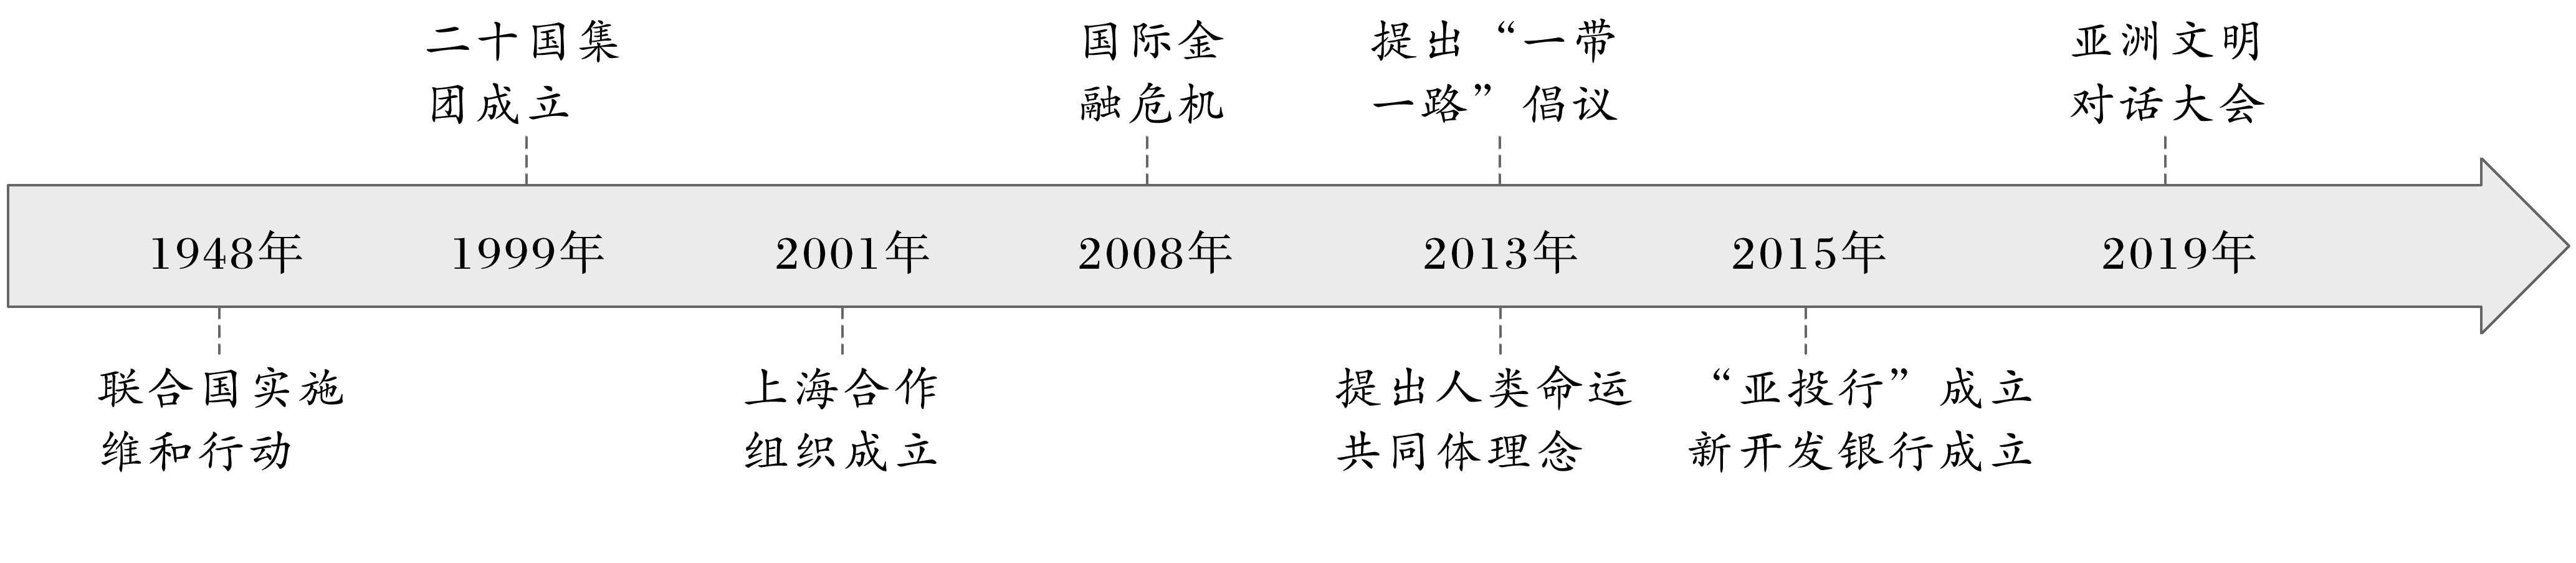 二十国集
团成立
国际金
融危机
提出“一带
一路”倡议
亚洲文明
对话大会
1948年
1999年
2001年
2008年
2013年
2015年
2019年
联合国实施
维和行动
上海合作
组织成立
提出人类命运
共同体理念
“亚投行”成立
新开发银行成立